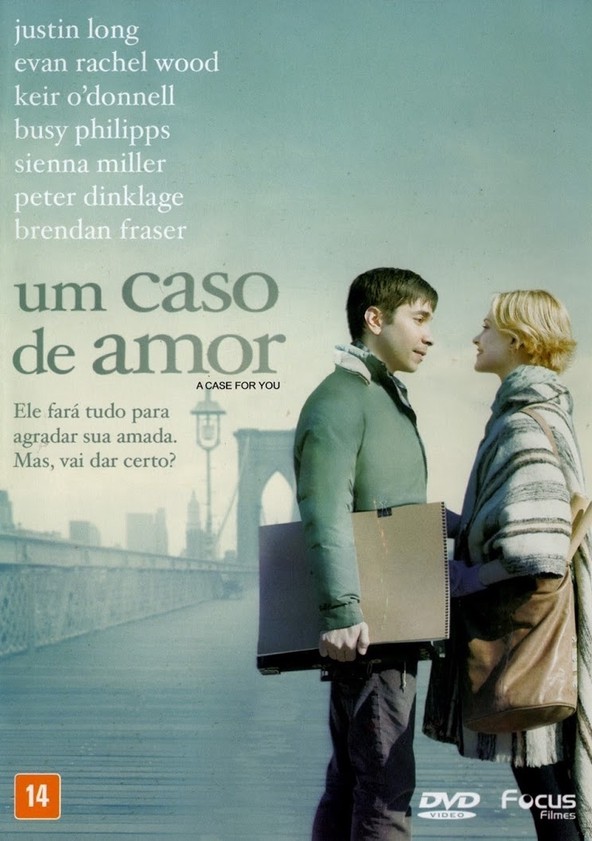 justin long
evan rachel wood
keir o'donnell
busy philipps
sienna miller
peter dinklage
brendan fraser
um caso
de amor
A CASE FOR YOU
Ele fará tudo para
agradar sua amada.
Mas, vai dar certo?
14
DVD
VIDEO
Focus
Filmes